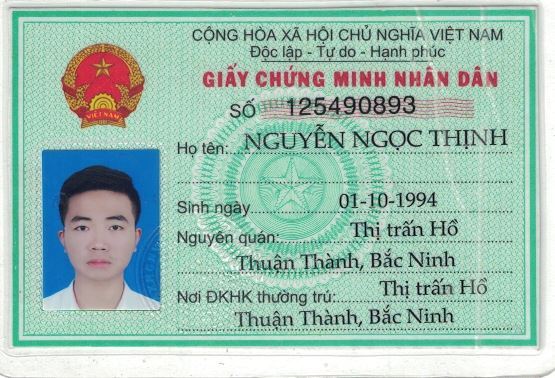 CỘNG HÒA XÃ HỘI CHỦ NGHĨA VIỆT NAM
Độc lập - Tự do - Hạnh phúc
GIẤY CHỨNG MINH NHÂN DÂN
SỐ 125490893
Họ tên: NGUYỄN NGỌC THỊNH
Sinh ngày 01-10-1994
Nguyên quán: Thị trấn Hồ
Thuận Thành, Bắc Ninh
Nơi ĐKHK thường trú: Thị trấn Hồ
Thuận Thành, Bắc Ninh
VIỆT NAM